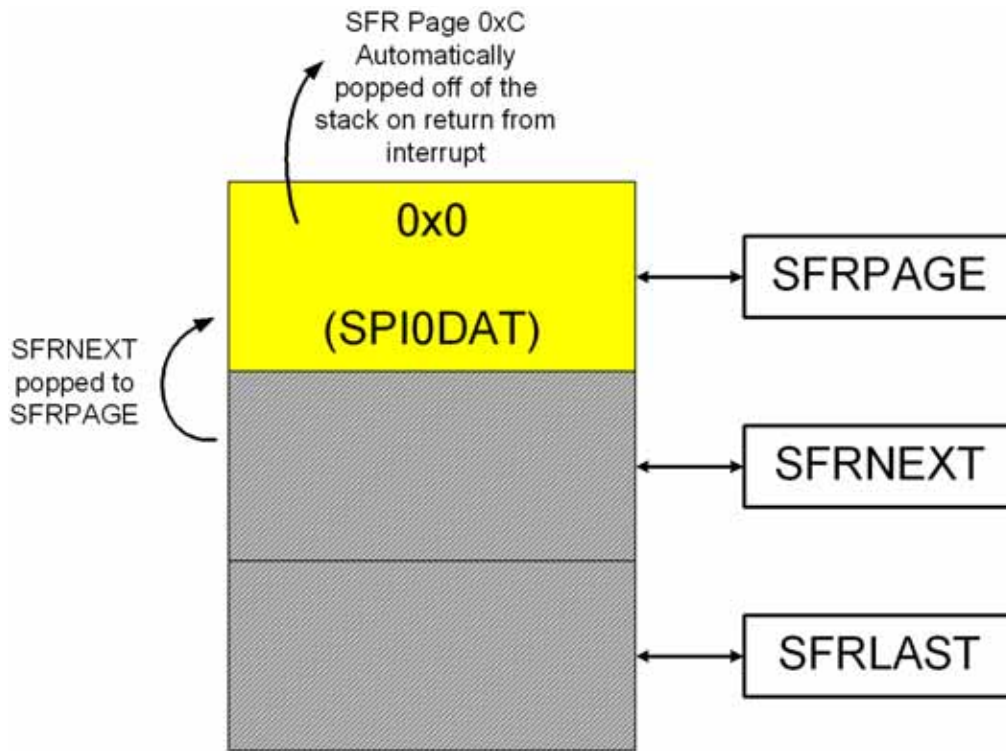 SFR Page 0xC
Automatically
popped off of the
stack on return from
interrupt
0x0
(SPI0DAT)
SFRPAGE
SFRNEXT
popped to
SFRPAGE
SFRNEXT
SFRLAST